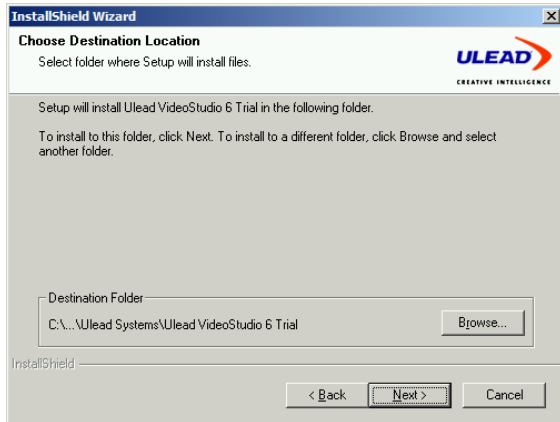 InstallShield Wizard
Choose Destination Location
Select folder where Setup will install files.
ULEAD
CREATIVE INTELLIGENCE
Setup will install Ulead VideoStudio 6 Trial in the following folder.
To install to this folder, click Next. To install to a different folder, click Browse and select
another folder.
Destination Folder
C:\...\Ulead Systems\Ulead VideoStudio 6 Trial
Browse...
InstallShield
< Back
Next >
Cancel